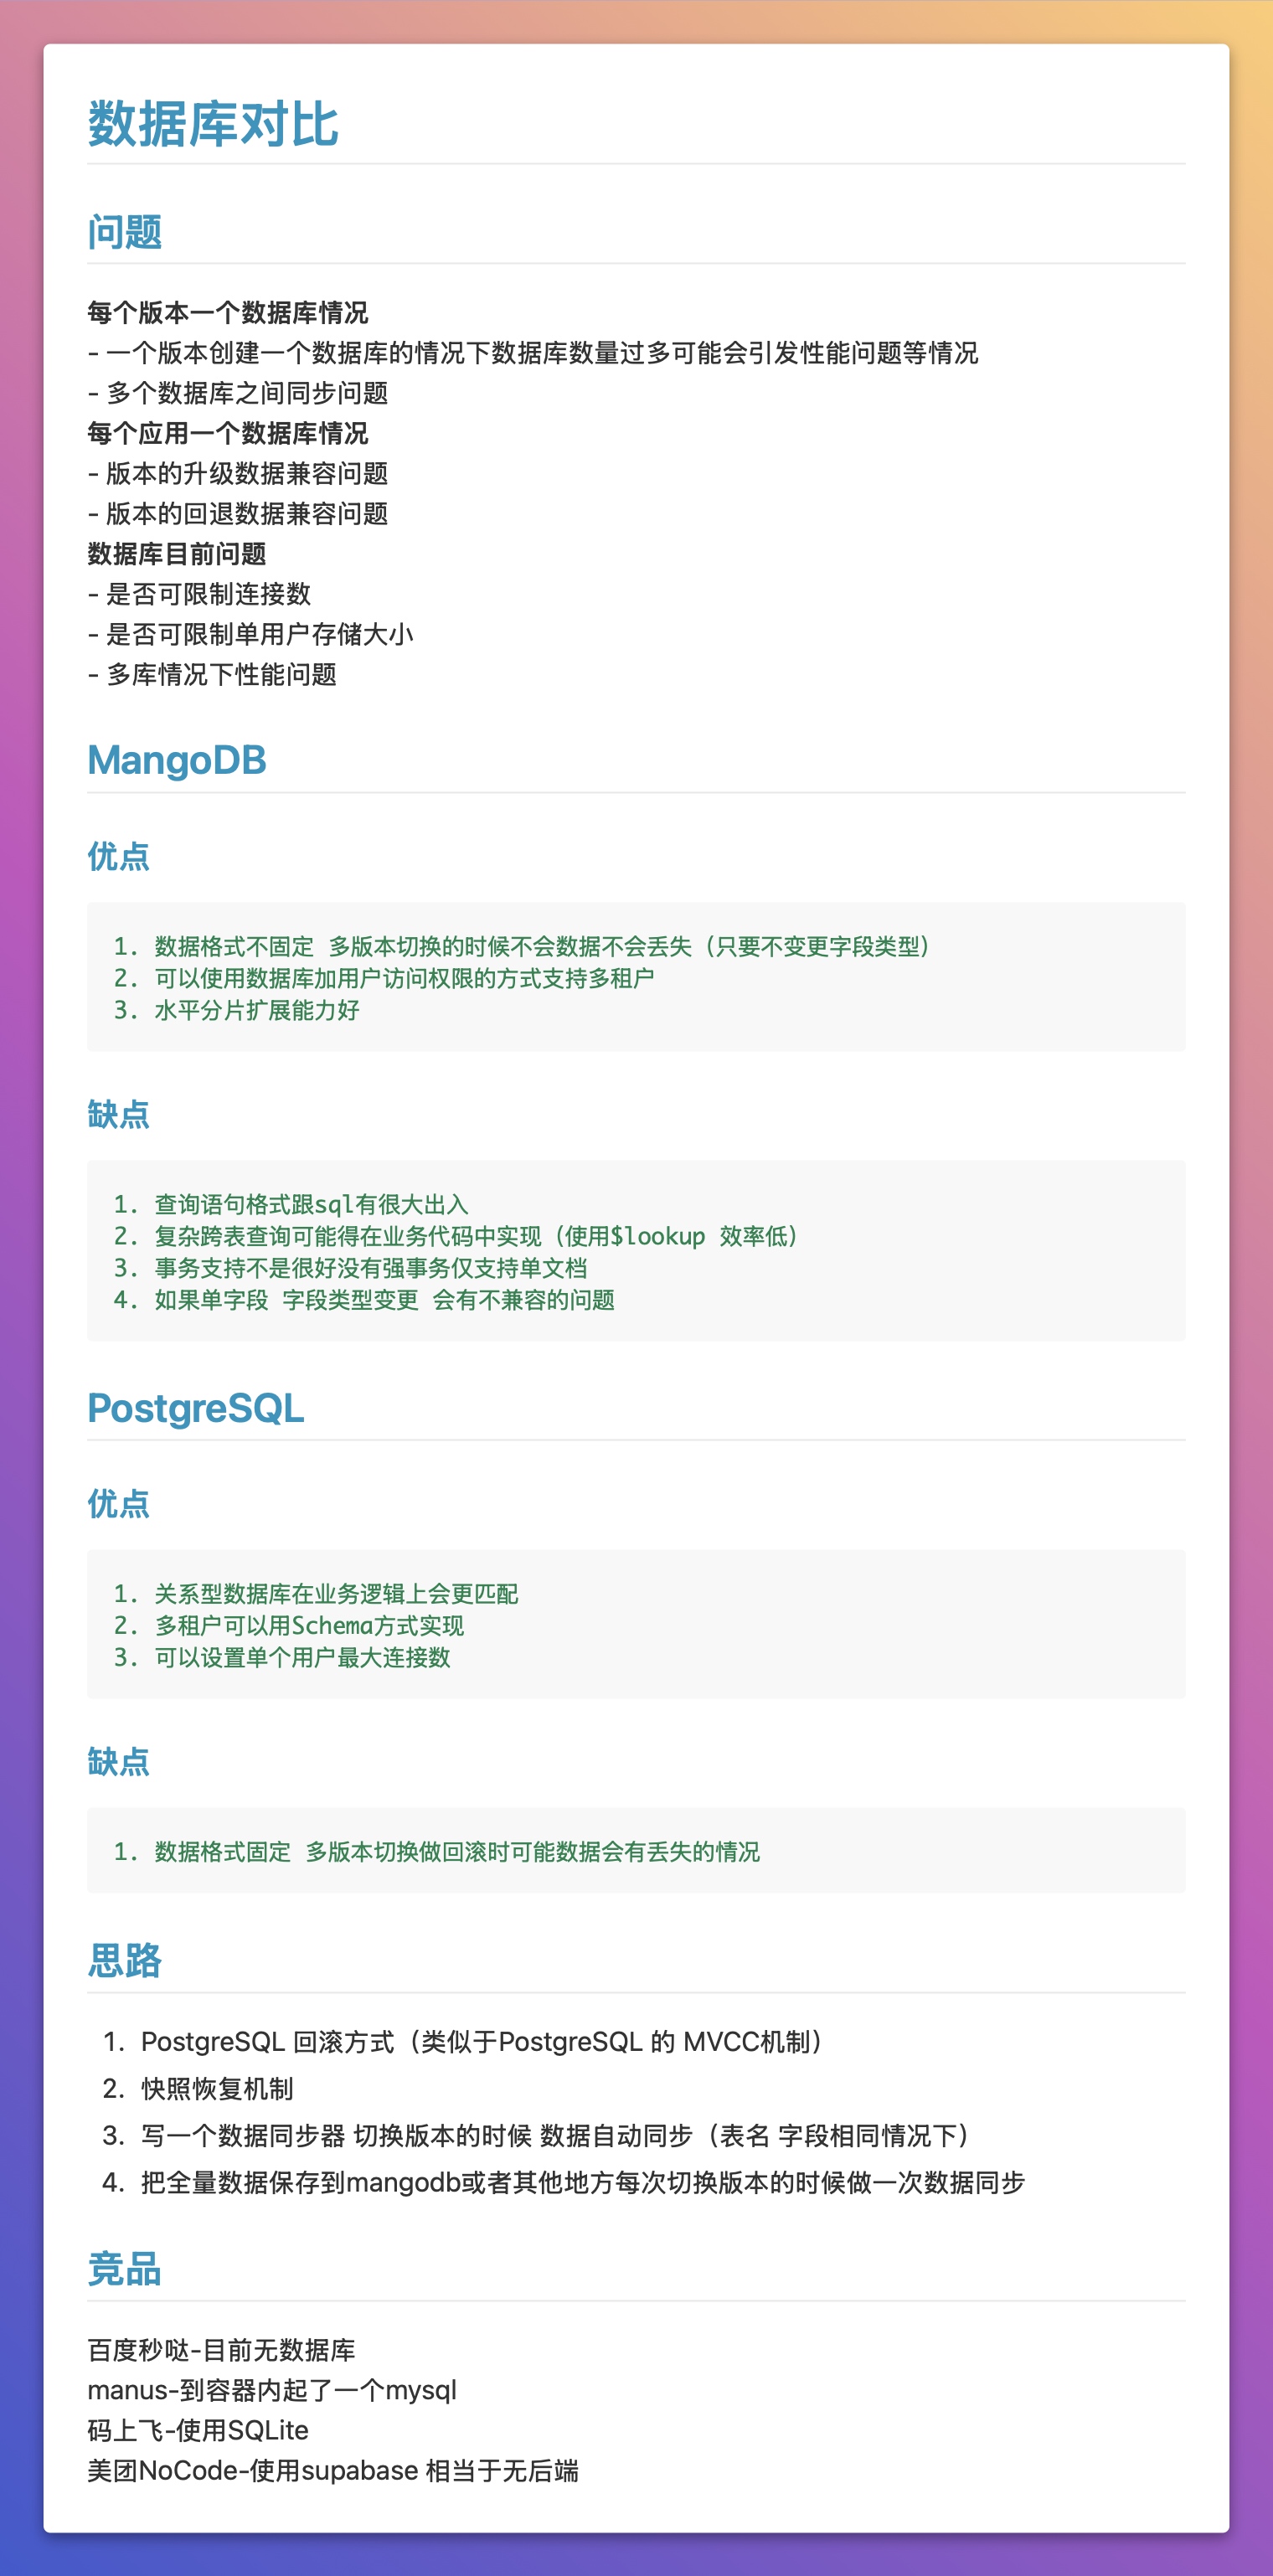 数据库对比
问题
每个版本一个数据库情况
- 一个版本创建一个数据库的情况下数据库数量过多可能会引发性能问题等情况
- 多个数据库之间同步问题
每个应用一个数据库情况
- 版本的升级数据兼容问题
- 版本的回退数据兼容问题
数据库目前问题
- 是否可限制连接数
- 是否可限制单用户存储大小
- 多库情况下性能问题
MangoDB
优点
1. 数据格式不固定 多版本切换的时候不会数据不会丢失（只要不变更字段类型）
2. 可以使用数据库加用户访问权限的方式支持多租户
3. 水平分片扩展能力好
缺点
1. 查询语句格式跟sql有很大出入
2. 复杂跨表查询可能得在业务代码中实现（使用$lookup 效率低）
3. 事务支持不是很好没有强事务仅支持单文档
4. 如果单字段 字段类型变更 会有不兼容的问题
PostgreSQL
优点
1. 关系型数据库在业务逻辑上会更匹配
2. 多租户可以用Schema方式实现
3. 可以设置单个用户最大连接数
缺点
1. 数据格式固定 多版本切换做回滚时可能数据会有丢失的情况
思路
1. PostgreSQL 回滚方式（类似于PostgreSQL 的 MVCC机制）
2. 快照恢复机制
3. 写一个数据同步器 切换版本的时候 数据自动同步（表名 字段相同情况下）
4. 把全量数据保存到mangodb或者其他地方每次切换版本的时候做一次数据同步
竞品
百度秒哒-目前无数据库
manus-到容器内起了一个mysql
码上飞-使用SQLite
美团NoCode-使用supabase 相当于无后端